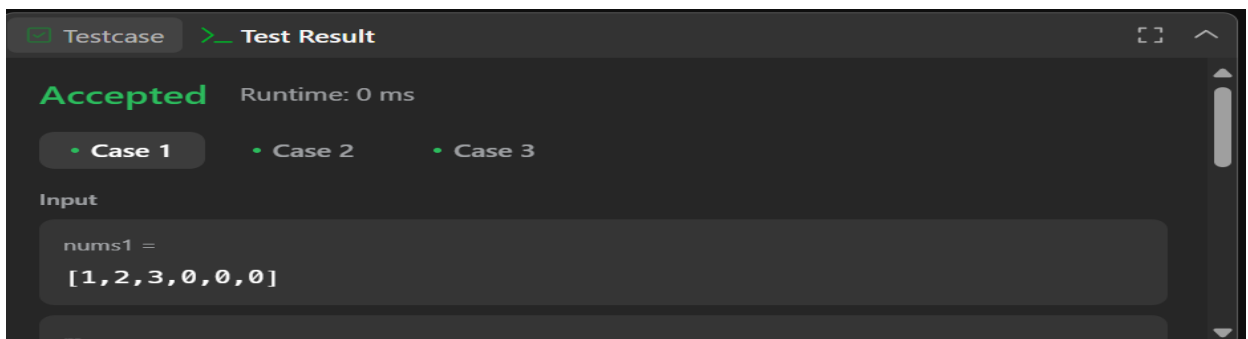 Testcase >_ Test Result
Accepted Runtime: 0 ms
• Case 1 • Case 2 • Case 3
Input
nums1 =
[1,2,3,0,0,0]